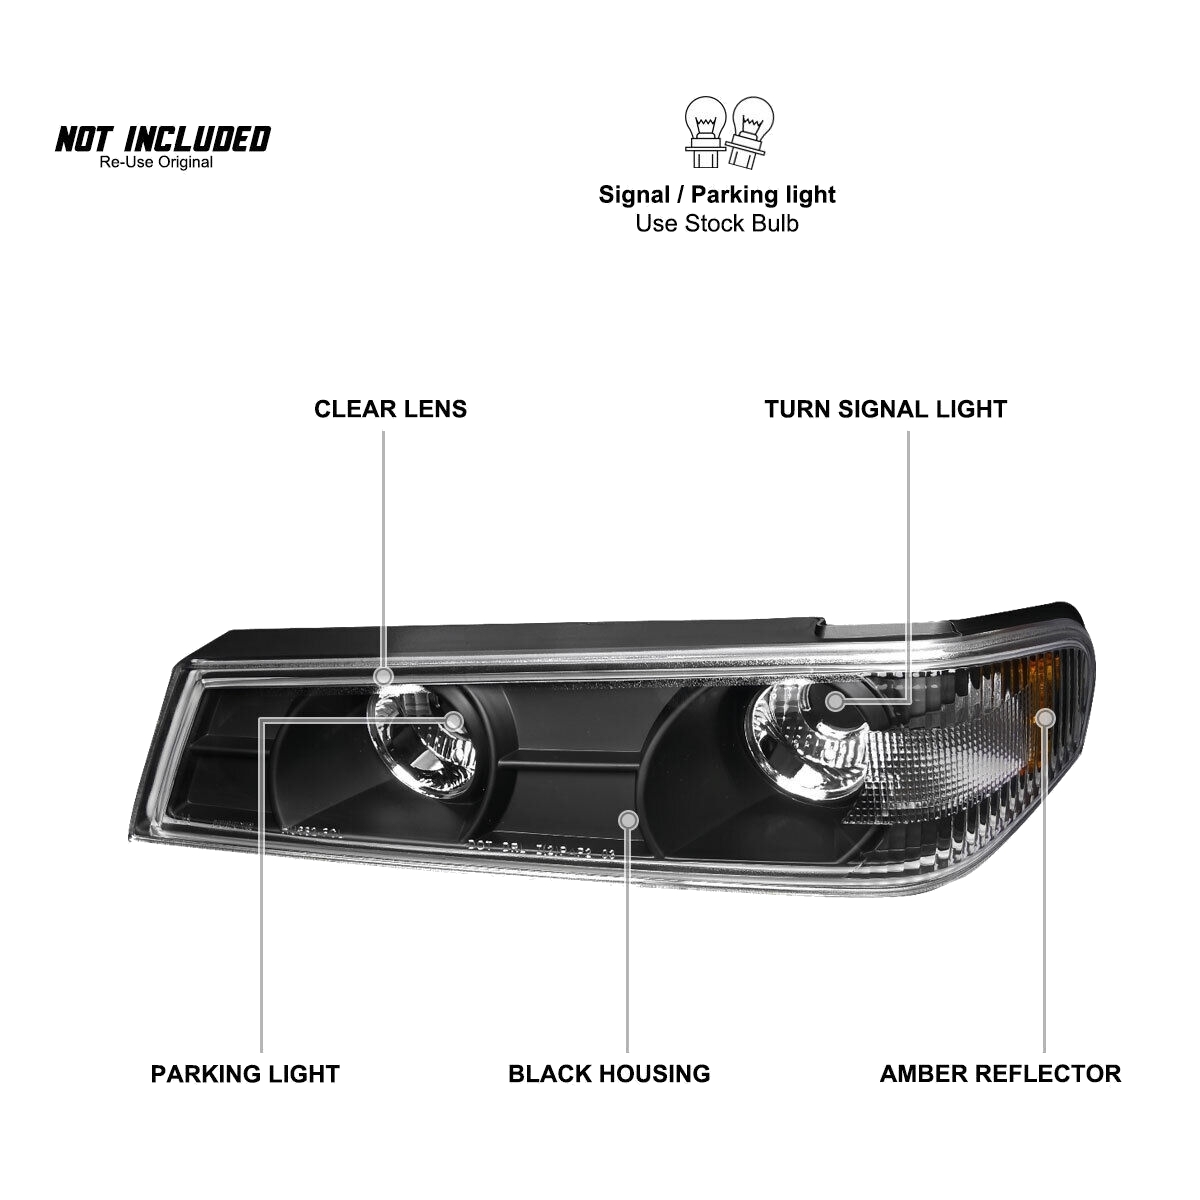 NOT INCLUDED
Re-Use Original
Signal / Parking light
Use Stock Bulb
CLEAR LENS
TURN SIGNAL LIGHT
DOT
PARKING LIGHT
BLACK HOUSING
AMBER REFLECTOR